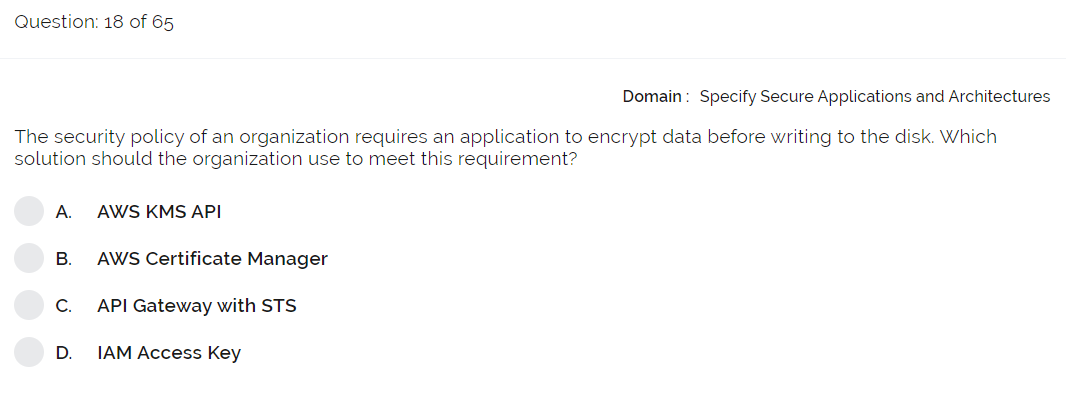 Question: 18 of 65
Domain : Specify Secure Applications and Architectures
The security policy of an organization requires an application to encrypt data before writing to the disk. Which
solution should the organization use to meet this requirement?
A. AWS KMS API
B. AWS Certificate Manager
C. API Gateway with STS
D. IAM Access Key